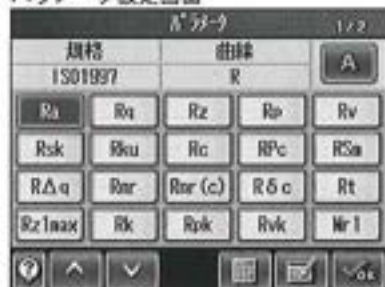 パラメータ設定画面
パラメータ 1/2
規格 曲線 A
ISO1997 R
Ra Rq Rz Rp Rv
Rsk Rku Rc RPc RSm
RΔq Rmr Rmr(c) Rδc Rt
Rz1max Rk Rpk Rvk Mr1
? OK